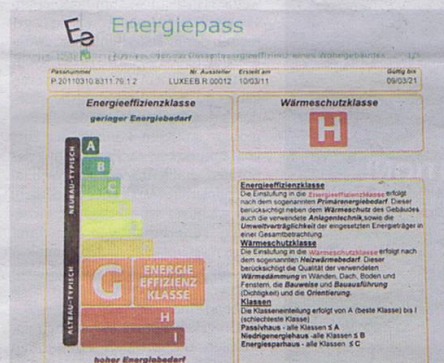 Energiepass
Passnummer
Nr. Aussteller
Erstellt am
Gültig bis
P.20110310.8311.79.1.2
LUXEEB.R.00012
10/03/11
09/03/21
Energieeffizienzklasse
geringer Energiebedarf
NEUBAU-TYPISCH
A
B
C
ALTBAU-TYPISCH
G
ENERGIE
EFFIZIENZ
KLASSE
H
I
hoher Energiebedarf
Wärmeschutzklasse
H
Energieeffizienzklasse
Die Einstufung in die Energieeffizienzklasse erfolgt
nach dem sogenannten Primärenergiebedarf. Dieser
berücksichtigt neben dem Wärmeschutz des Gebäudes
auch die verwendete Anlagentechnik sowie die
Umweltverträglichkeit der eingesetzten Energieträger in
einer Gesamtbetrachtung.
Wärmeschutzklasse
Die Einstufung in die Wärmeschutzklasse erfolgt nach
dem sogenannten Heizwärmebedarf. Dieser
berücksichtigt die Qualität der verwendeten
Wärmedämmung in Wänden, Dach, Boden und
Fenstern, die Bauweise und Bauausführung
(Dichtigkeit) und die Orientierung.
Klassen
Die Klasseneinteilung erfolgt von A (beste Klasse) bis I
(schlechteste Klasse)
Passivhaus - alle Klassen ≤ A
Niedrigenergiehaus - alle Klassen ≤ B
Energiesparhaus - alle Klassen ≤ C